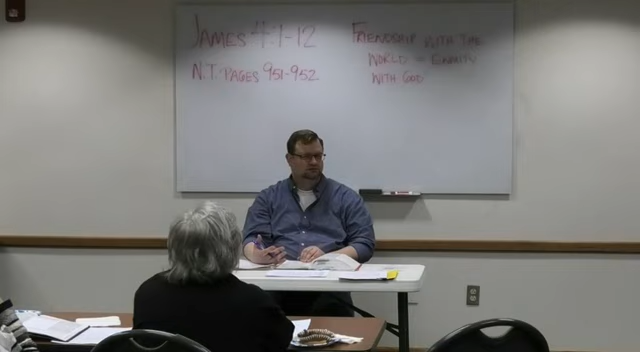 JAMES 4:1-12
N.T. PAGES 951-952
FRIENDSHIP WITH THE
WORLD = ENMITY
WITH GOD